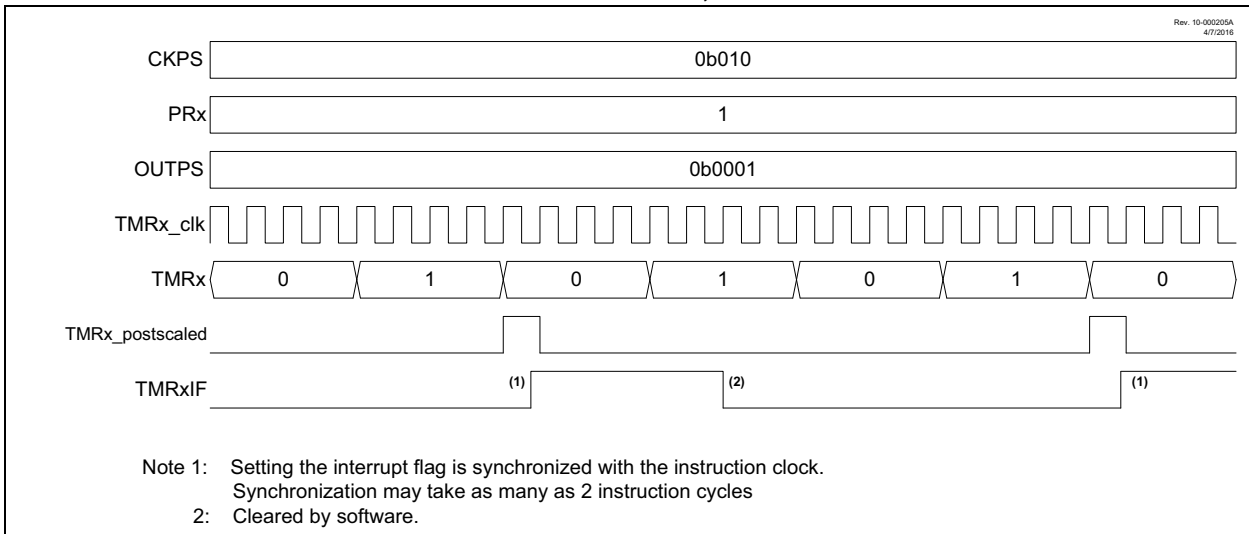 Rev. 10-000205A
4/7/2016
CKPS 0b010
PRx 1
OUTPS 0b0001
TMRx_clk
TMRx 0 1 0 1 0 1 0
TMRx_postscaled
TMRxIF (1) (2) (1)
Note 1: Setting the interrupt flag is synchronized with the instruction clock.
Synchronization may take as many as 2 instruction cycles
2: Cleared by software.